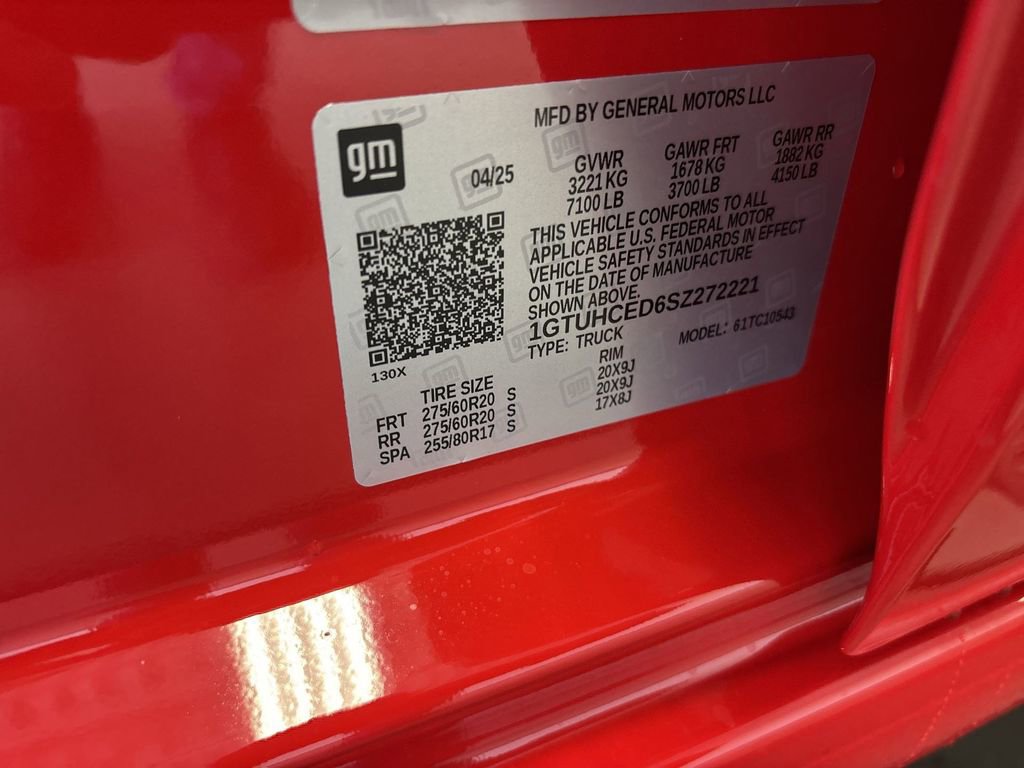 MFD BY GENERAL MOTORS LLC
gm
04/25
GVWR GAWR FRT GAWR RR
3221 KG 1678 KG 1882 KG
7100 LB 3700 LB 4150 LB
THIS VEHICLE CONFORMS TO ALL
APPLICABLE U.S. FEDERAL MOTOR
VEHICLE SAFETY STANDARDS IN EFFECT
ON THE DATE OF MANUFACTURE
SHOWN ABOVE.
1GTUHCED6SZ272221
TYPE: TRUCK MODEL: 61TC10543
130X
TIRE SIZE RIM
FRT 275/60R20 S 20X9J
RR 275/60R20 S 20X9J
SPA 255/80R17 S 17X8J